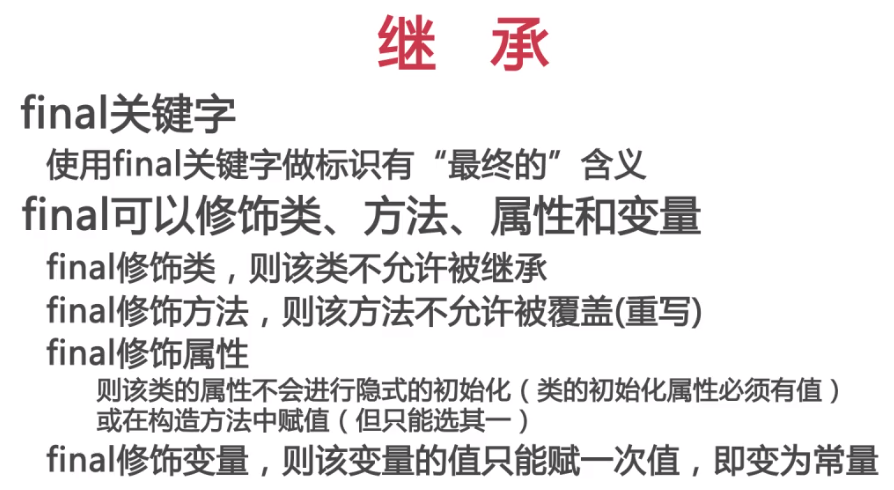 继 承
final关键字
使用final关键字做标识有“最终的”含义
final可以修饰类、方法、属性和变量
final修饰类，则该类不允许被继承
final修饰方法，则该方法不允许被覆盖(重写)
final修饰属性
则该类的属性不会进行隐式的初始化（类的初始化属性必须有值）
或在构造方法中赋值（但只能选其一）
final修饰变量，则该变量的值只能赋一次值，即变为常量